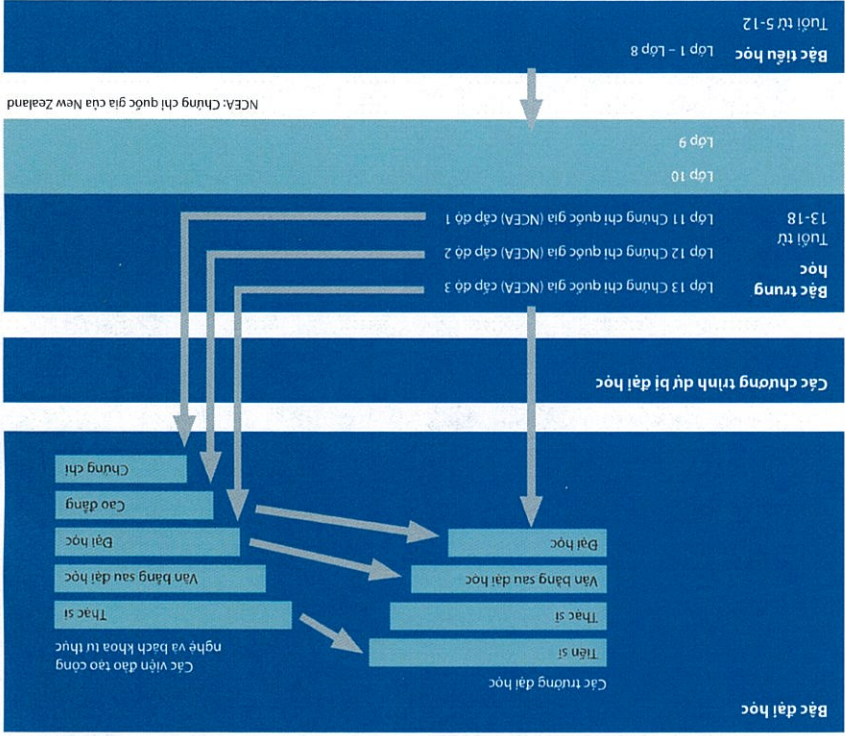 Bậc đại học
Các trường đại học
Tiến sĩ
Thạc sĩ
Văn bằng sau đại học
Đại học
Các viện đào tạo công
nghệ và bách khoa tư thục
Thạc sĩ
Văn bằng sau đại học
Đại học
Cao đẳng
Chứng chỉ
Các chương trình dự bị đại học
Bậc trung
học
Tuổi từ
13-18
Lớp 13 Chứng chỉ quốc gia (NCEA) cấp độ 3
Lớp 12 Chứng chỉ quốc gia (NCEA) cấp độ 2
Lớp 11 Chứng chỉ quốc gia (NCEA) cấp độ 1
Lớp 10
Lớp 9
NCEA: Chứng chỉ quốc gia của New Zealand
Bậc tiểu học
Lớp 1 – Lớp 8
Tuổi từ 5-12